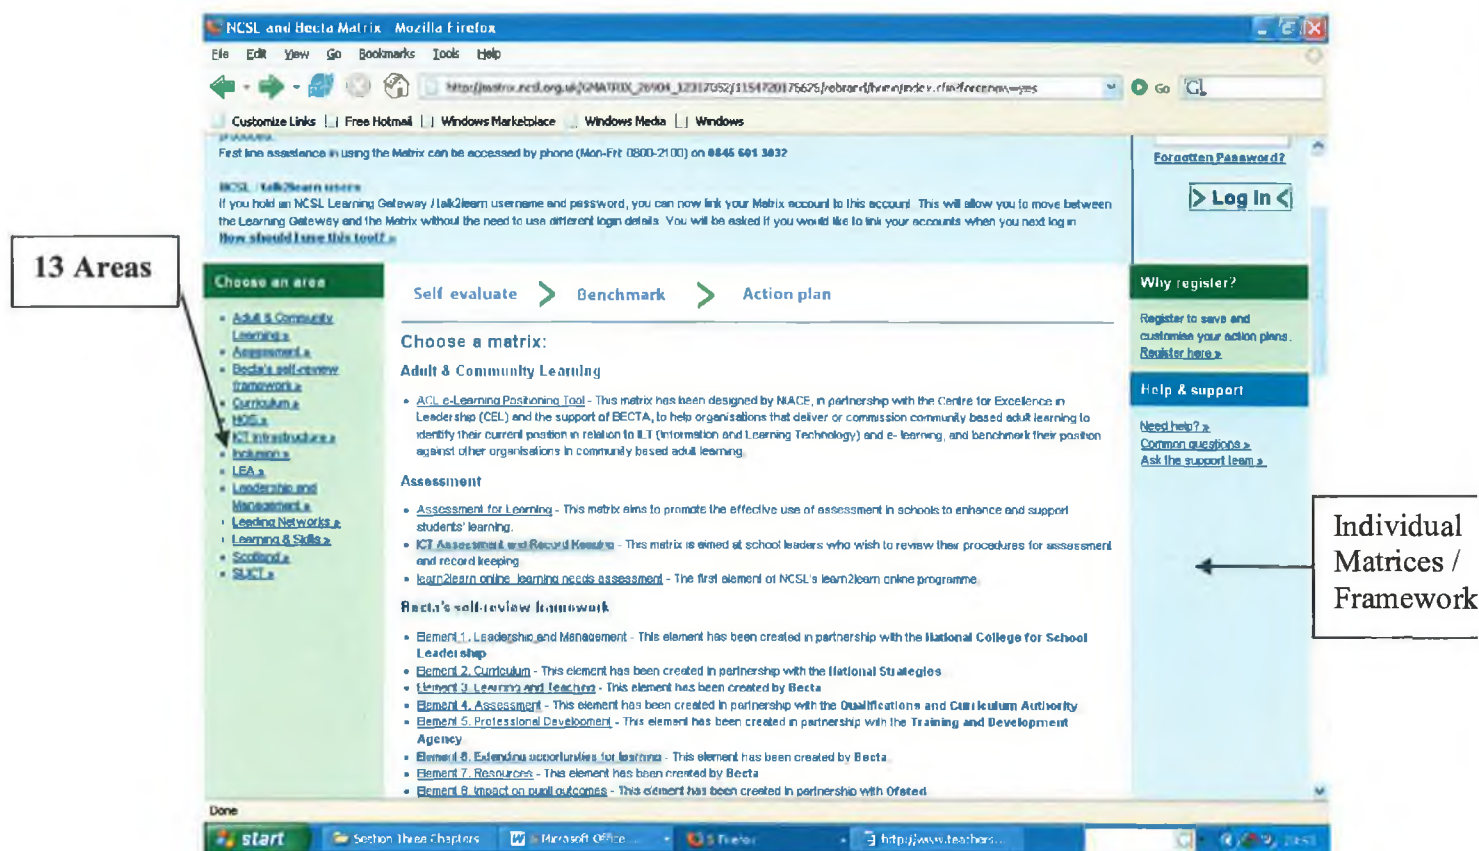 NCSL and Becta Matrix - Mozilla Firefox
File Edit View Go Bookmarks Tools Help
Go
Customize Links Free Hotmail Windows Marketplace Windows Media Windows
First line assistance in using the Matrix can be accessed by phone (Mon-Fri: 0800-2100) on 0845 601 3032
Forgotten Password?
NCSL talk2learn users
If you hold an NCSL Learning Gateway / talk2learn username and password, you can now link your Matrix account to this account. This will allow you to move between
the Learning Gateway and the Matrix without the need to use different login details. You will be asked if you would like to link your accounts when you next log in
How should I use this tool? »
> Log in <
13 Areas
Choose an area
Adult & Community
Learning »
Assessment »
Becta's self-review
framework »
Curriculum »
HOS »
ICT infrastructure »
Inclusion »
LEA »
Leadership and
Management »
Leading Networks »
Learning & Skills »
Scotland »
SLICT »
Self evaluate > Benchmark > Action plan
Choose a matrix:
Adult & Community Learning
ACL e-Learning Positioning Tool - This matrix has been designed by NIACE, in partnership with the Centre for Excellence in
Leadership (CEL) and the support of BECTA, to help organisations that deliver or commission community based adult learning to
identify their current position in relation to ILT (Information and Learning Technology) and e- learning, and benchmark their position
against other organisations in community based adult learning.
Assessment
Assessment for Learning - This matrix aims to promote the effective use of assessment in schools to enhance and support
students' learning.
ICT Assessment and Record Keeping - This matrix is aimed at school leaders who wish to review their procedures for assessment
and record keeping
learn2learn online learning needs assessment - The first element of NCSL's learn2learn online programme
Becta's self-review framework
Element 1. Leadership and Management - This element has been created in partnership with the National College for School
Leadership
Element 2. Curriculum - This element has been created in partnership with the National Strategies
Element 3. Learning and Teaching - This element has been created by Becta
Element 4. Assessment - This element has been created in partnership with the Qualifications and Curriculum Authority
Element 5. Professional Development - This element has been created in partnership with the Training and Development
Agency
Element 6. Extending opportunities for learning - This element has been created by Becta
Element 7. Resources - This element has been created by Becta
Element 8. Impact on pupil outcomes - This element has been created in partnership with Ofsted
Why register?
Register to save and
customise your action plans.
Register here »
Help & support
Need help? »
Common questions »
Ask the support team »
Individual
Matrices /
Framework
Done
start Section Three Chapters Microsoft Office ... 5 Firefox http://www.teachers...